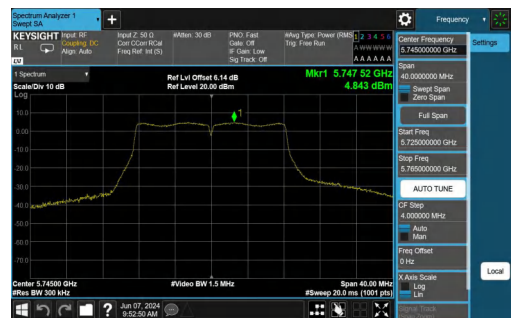 Spectrum Analyzer 1
Swept SA
Frequency
KEYSIGHT
Input: RF
Coupling: DC
Align: Auto
Input Z: 50 Ω
Corr CCorr RCal
Freq Ref: Int (S)
#Atten: 30 dB
PNO: Fast
Gate: Off
IF Gain: Low
Sig Track: Off
#Avg Type: Power (RMS)
Trig: Free Run
1 2 3 4 5 6
A W W W W W
A A A A A A
R L
LV
1 Spectrum
Scale/Div 10 dB
Log
Ref Lvl Offset 6.14 dB
Ref Level 20.00 dBm
Mkr1 5.747 52 GHz
4.843 dBm
1
10.0
0.00
-10.0
-20.0
-30.0
-40.0
-50.0
-60.0
-70.0
Center 5.74500 GHz
#Res BW 300 kHz
#Video BW 1.5 MHz
Span 40.00 MHz
#Sweep 20.0 ms (1001 pts)
Center Frequency
5.745000000 GHz
Settings
Span
40.0000000 MHz
Swept Span
Zero Span
Full Span
Start Freq
5.725000000 GHz
Stop Freq
5.765000000 GHz
AUTO TUNE
CF Step
4.000000 MHz
Auto
Man
Freq Offset
0 Hz
X Axis Scale
Log
Lin
Local
Signal Track
?
Jun 07, 2024
9:52:50 AM